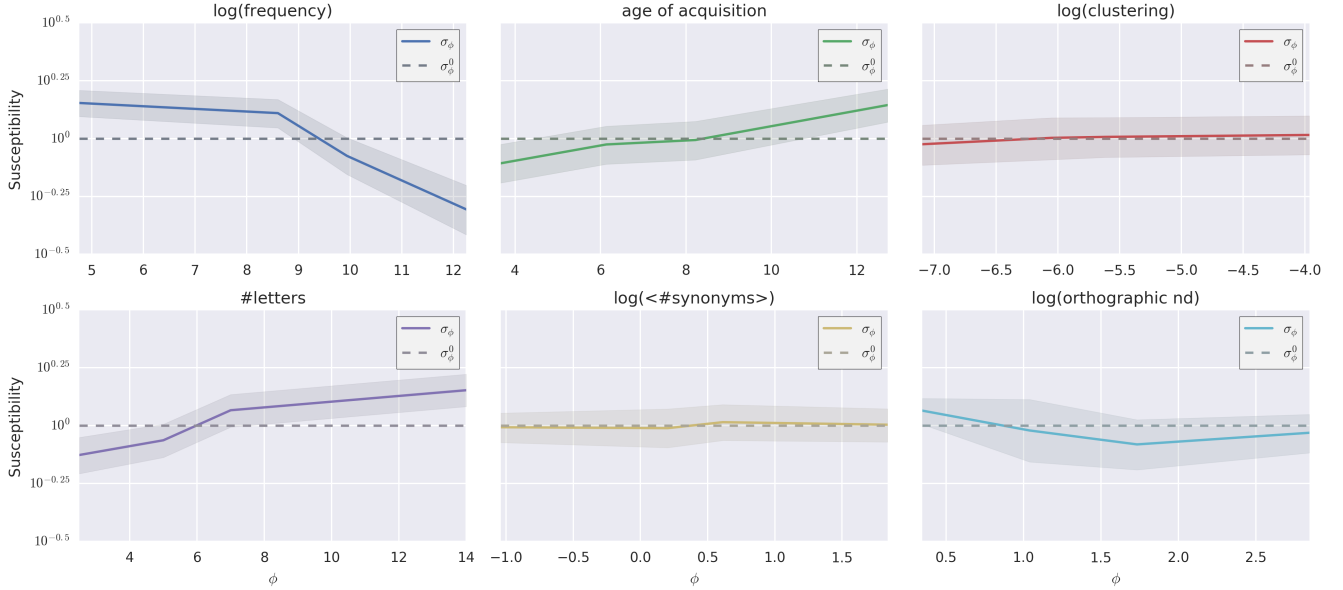 log(frequency)
age of acquisition
log(clustering)
Susceptibility
10^0.5
10^0.25
10^0
10^−0.25
10^−0.5
σ_ϕ
σ_ϕ^0
σ_ϕ
σ_ϕ^0
σ_ϕ
σ_ϕ^0
5 6 7 8 9 10 11 12
4 6 8 10 12
−7.0 −6.5 −6.0 −5.5 −5.0 −4.5 −4.0
#letters
log(<#synonyms>)
log(orthographic nd)
Susceptibility
10^0.5
10^0.25
10^0
10^−0.25
10^−0.5
σ_ϕ
σ_ϕ^0
σ_ϕ
σ_ϕ^0
σ_ϕ
σ_ϕ^0
4 6 8 10 12 14
−1.0 −0.5 0.0 0.5 1.0 1.5
0.5 1.0 1.5 2.0 2.5
ϕ
ϕ
ϕ